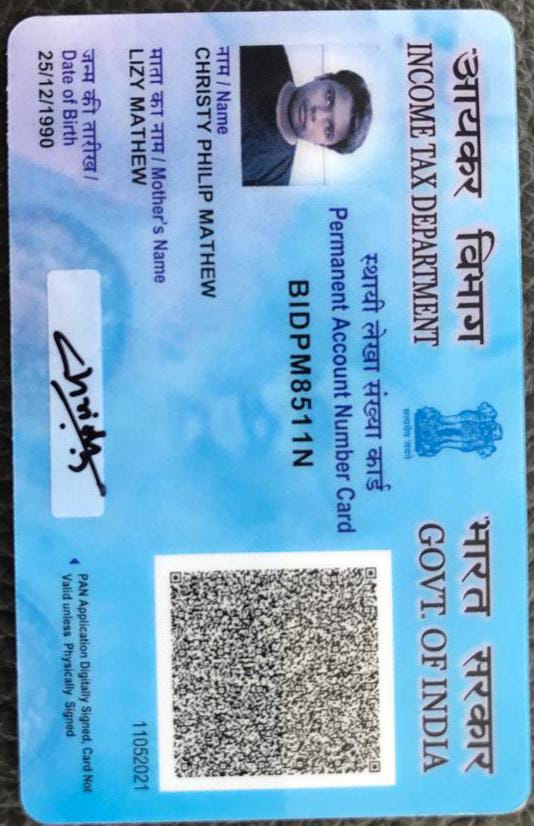 आयकर विभाग
INCOME TAX DEPARTMENT
सत्यमेव जयते
भारत सरकार
GOVT. OF INDIA
स्थायी लेखा संख्या कार्ड
Permanent Account Number Card
BIDPM8511N
नाम / Name
CHRISTY PHILIP MATHEW
माता का नाम / Mother's Name
LIZY MATHEW
जन्म की तारीख /
Date of Birth
25/12/1990
11052021
PAN Application Digitally Signed, Card Not
Valid unless Physically Signed